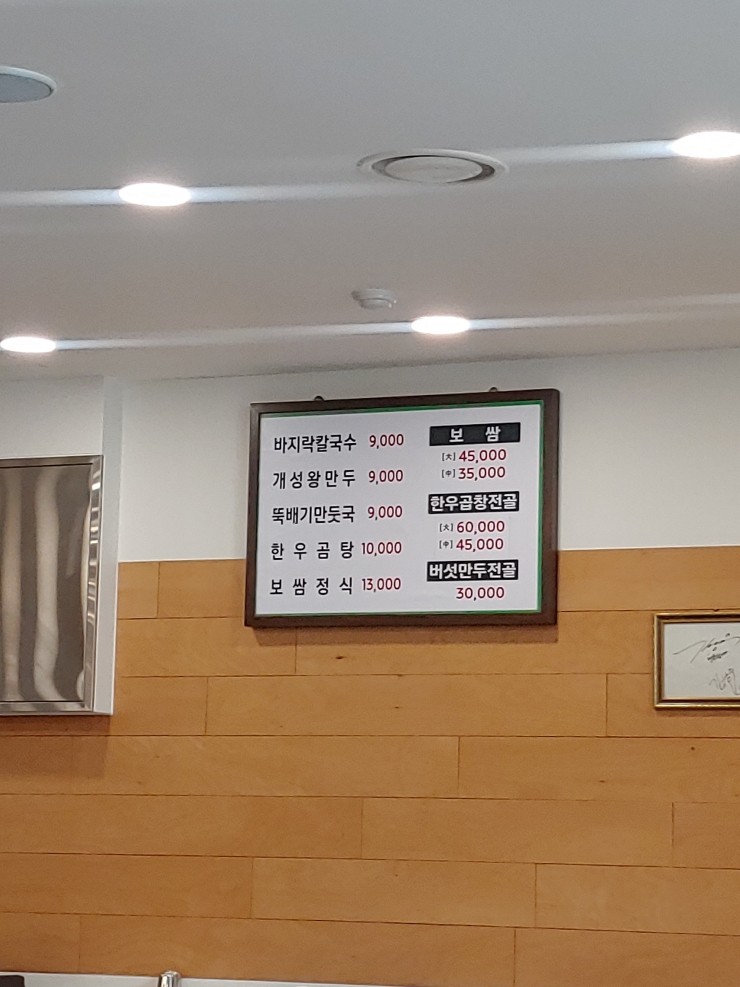 바지락칼국수 9,000
개성왕만두 9,000
뚝배기만둣국 9,000
한우곰탕 10,000
보쌈정식 13,000
보쌈
[大] 45,000
[中] 35,000
한우곱창전골
[大] 60,000
[中] 45,000
버섯만두전골
30,000